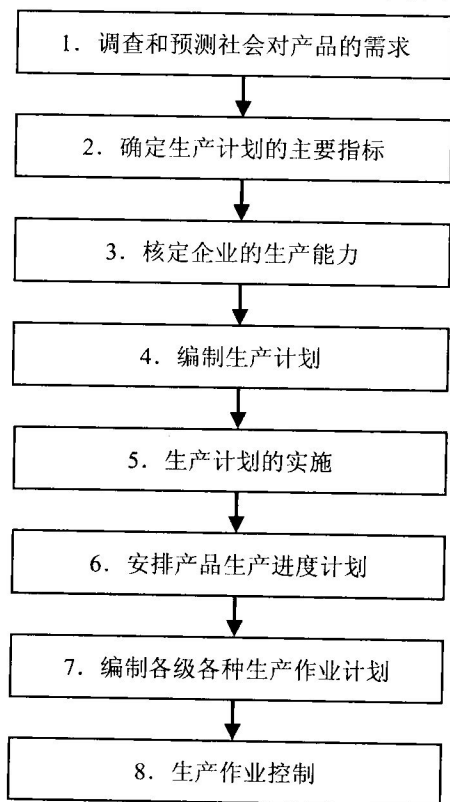 1. 调查和预测社会对产品的需求
2. 确定生产计划的主要指标
3. 核定企业的生产能力
4. 编制生产计划
5. 生产计划的实施
6. 安排产品生产进度计划
7. 编制各级各种生产作业计划
8. 生产作业控制